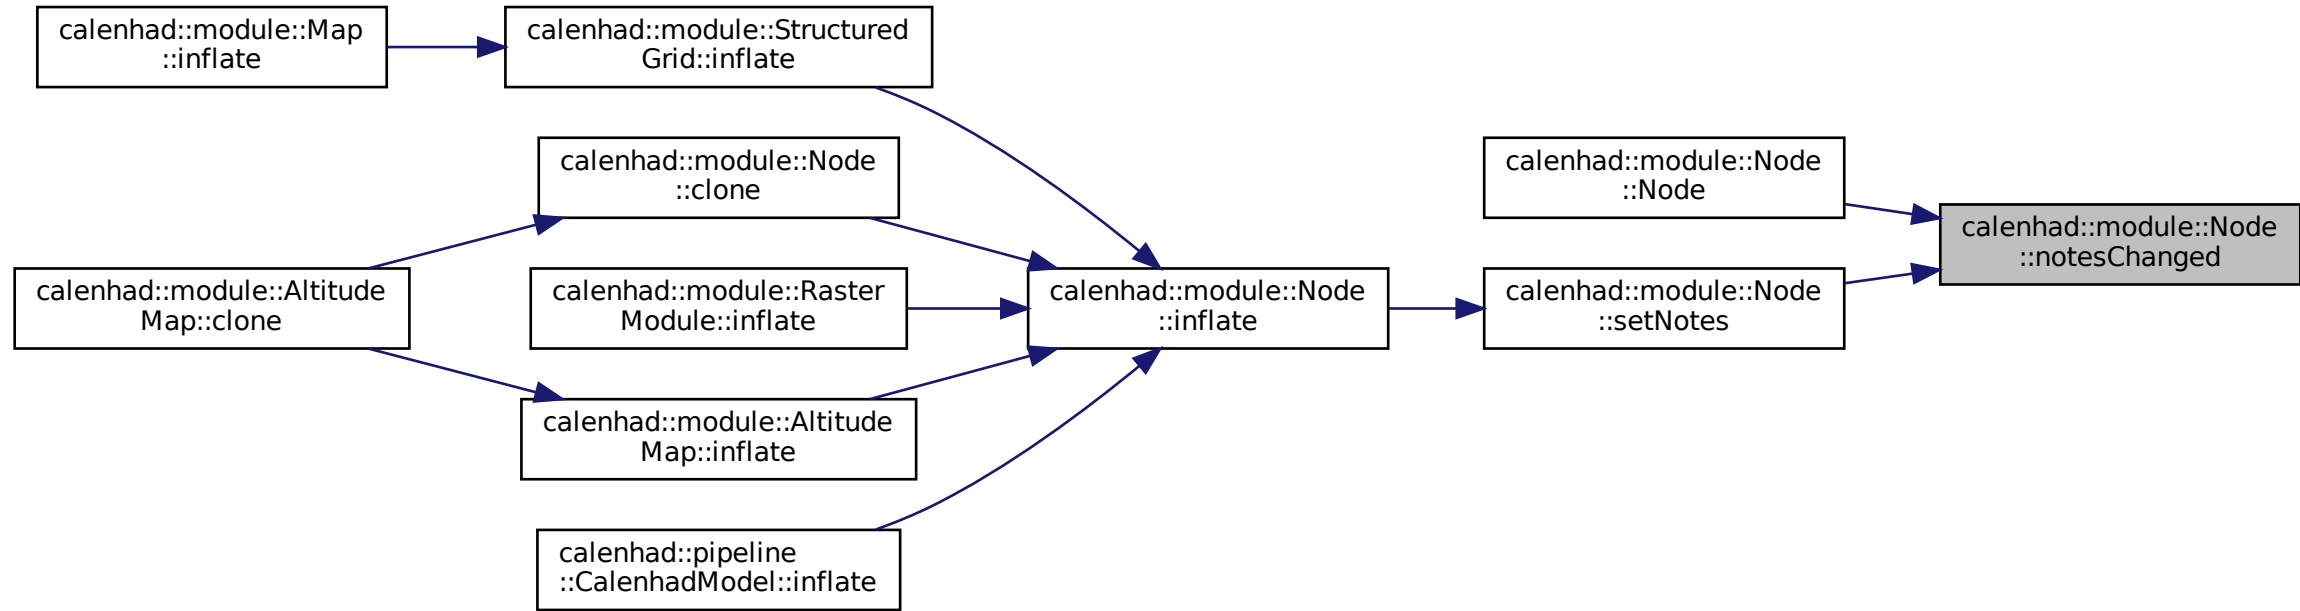 calenhad::module::Map
::inflate
calenhad::module::Structured
Grid::inflate
calenhad::module::Node
::clone
calenhad::module::Node
::Node
calenhad::module::Node
::notesChanged
calenhad::module::Altitude
Map::clone
calenhad::module::Raster
Module::inflate
calenhad::module::Node
::inflate
calenhad::module::Node
::setNotes
calenhad::module::Altitude
Map::inflate
calenhad::pipeline
::CalenhadModel::inflate